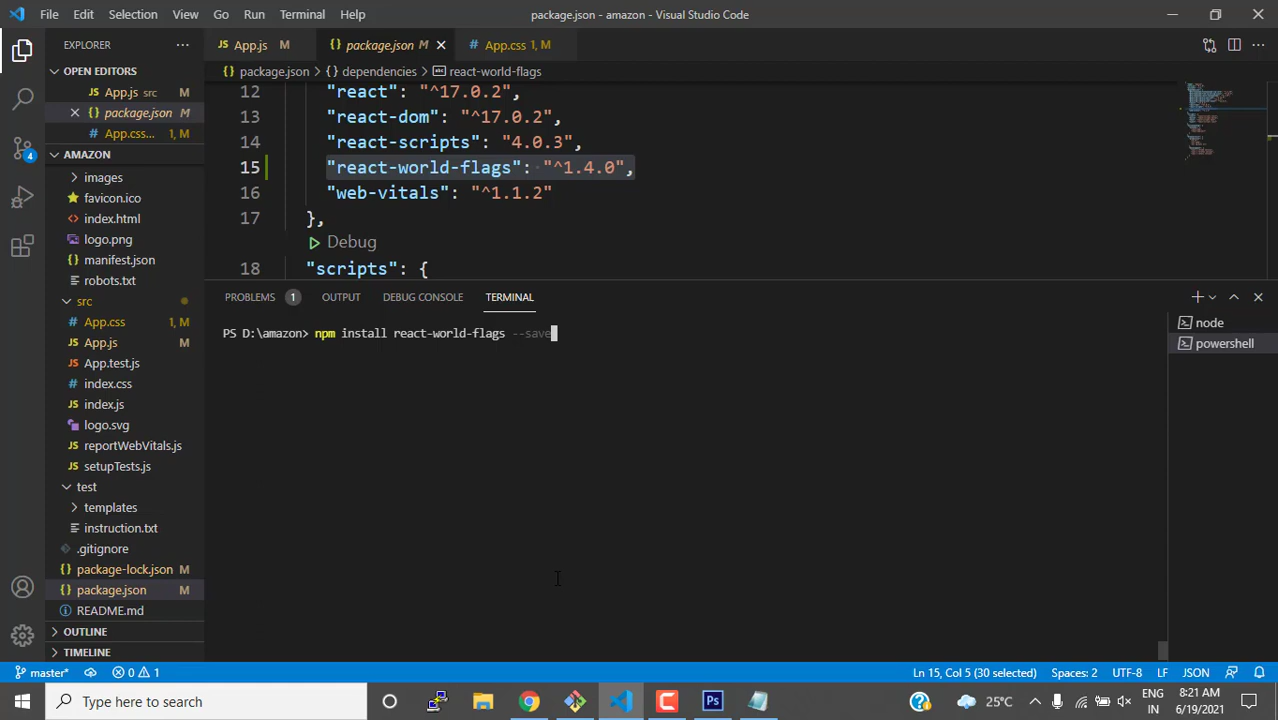 File Edit Selection View Go Run Terminal Help package.json - amazon - Visual Studio Code
EXPLORER
OPEN EDITORS
App.js src M
package.json M
App.css... 1, M
AMAZON
images
favicon.ico
index.html
logo.png
manifest.json
robots.txt
src
App.css 1, M
App.js M
App.test.js
index.css
index.js
logo.svg
reportWebVitals.js
setupTests.js
test
templates
instruction.txt
.gitignore
package-lock.json M
package.json M
README.md
OUTLINE
TIMELINE
4
App.js M package.json M App.css 1, M
package.json > dependencies > react-world-flags
12 "react": "^17.0.2",
13 "react-dom": "^17.0.2",
14 "react-scripts": "4.0.3",
15 "react-world-flags": "^1.4.0",
16 "web-vitals": "^1.1.2"
17 },
Debug
18 "scripts": {
PROBLEMS 1 OUTPUT DEBUG CONSOLE TERMINAL
PS D:\amazon> npm install react-world-flags --save
node
powershell
master* 0 1 Ln 15, Col 5 (30 selected) Spaces: 2 UTF-8 LF JSON
Type here to search
25°C
ENG
IN
8:21 AM
6/19/2021